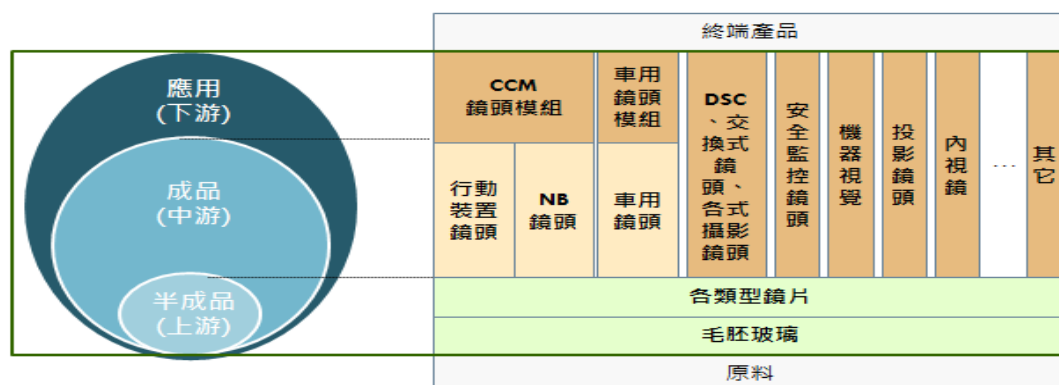 終端產品
應用
(下游)
成品
(中游)
半成品
(上游)
CCM
鏡頭模組
車用
鏡頭
模組
行動
裝置
鏡頭
NB
鏡頭
車用
鏡頭
DSC
、交
換式
鏡
頭、
各式
攝影
鏡頭
安
全
監
控
鏡
頭
機
器
視
覺
投
影
鏡
頭
內
視
鏡
...
其
它
各類型鏡片
毛胚玻璃
原料